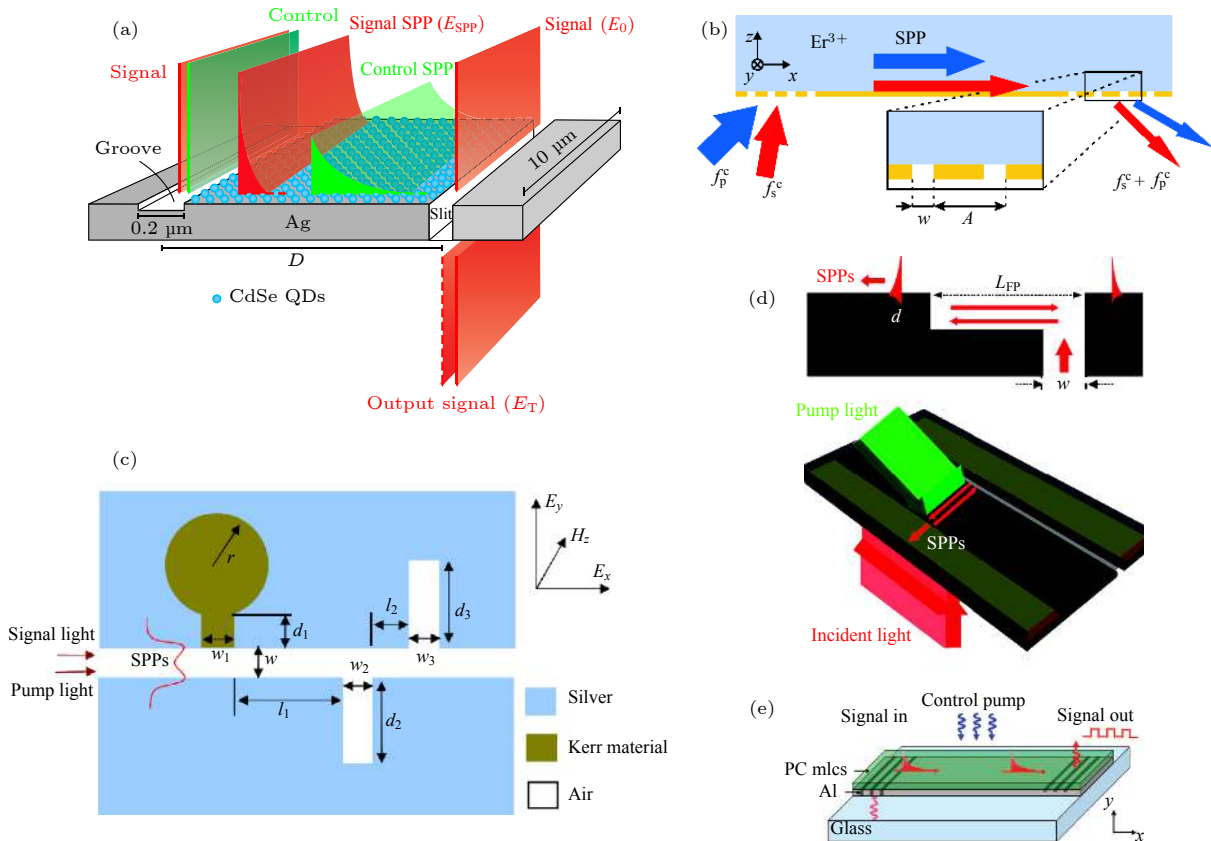 (a)
Control
Signal SPP (E_SPP)
Signal (E_0)
Signal
Control SPP
Groove
10 μm
Ag
Slit
0.2 μm
D
CdSe QDs
Output signal (E_T)
(b)
z
Er³⁺
SPP
y
x
f_p^c
f_s^c
f_s^c + f_p^c
w
Λ
(d)
SPPs
L_FP
d
w
Pump light
SPPs
Incident light
(c)
r
E_y
H_z
E_x
d_1
l_2
d_3
Signal light
SPPs
w_1
w
w_3
w_2
Pump light
l_1
d_2
Silver
Kerr material
Air
(e)
Signal in
Control pump
Signal out
PC mlcs
Al
Glass
y
x